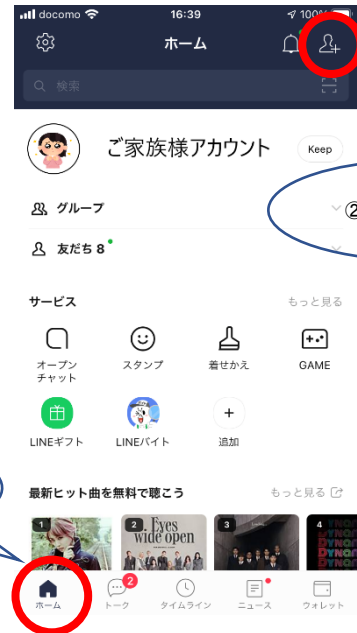 docomo 16:39 100%
ホーム
検索
ご家族様アカウント Keep
グループ
②
友だち 8
サービス もっと見る
オープンチャット スタンプ 着せかえ GAME
LINEギフト LINEバイト 追加
最新ヒット曲を無料で聴こう もっと見る
1 2 3 4
Eyes
wide open
DYNO
DYNO
DYNO
2
ホーム トーク タイムライン ニュース ウォレット